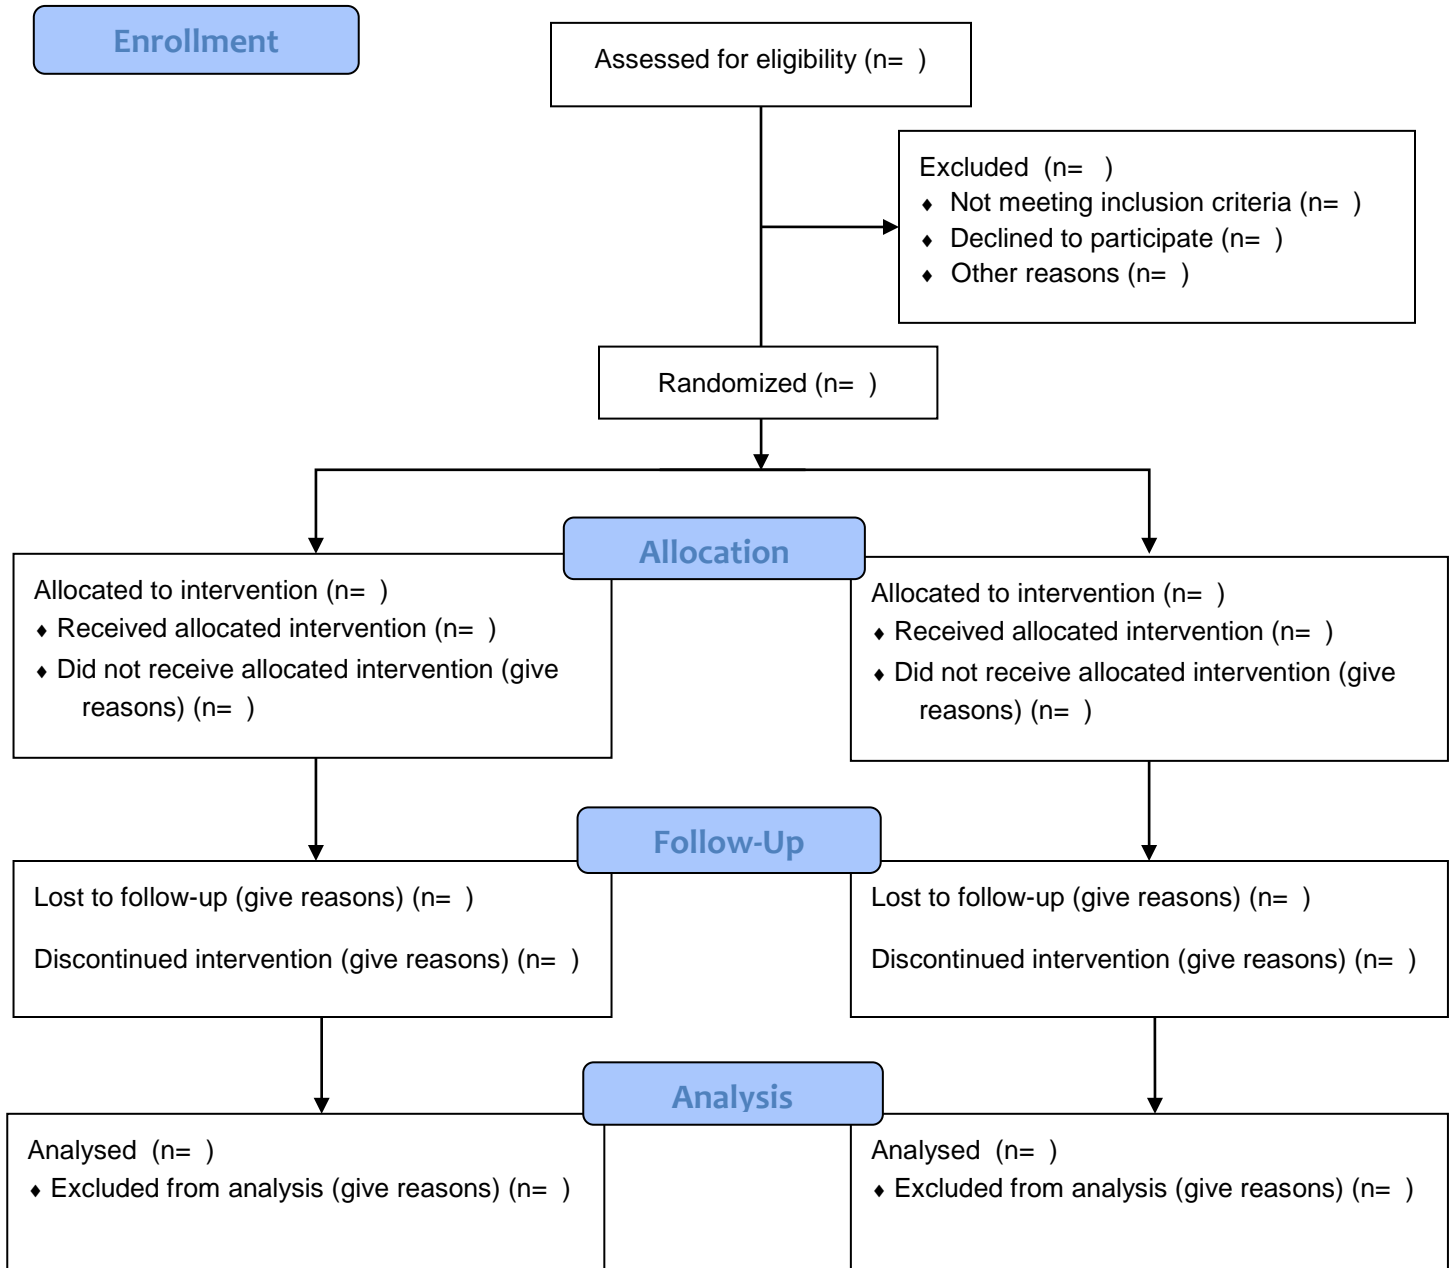 Enrollment
Assessed for eligibility (n=  )
Excluded  (n=   )
♦ Not meeting inclusion criteria (n=  )
♦ Declined to participate (n=  )
♦ Other reasons (n=  )
Randomized (n=  )
Allocation
Allocated to intervention (n=  )
♦ Received allocated intervention (n=  )
♦ Did not receive allocated intervention (give
reasons) (n=  )
Allocated to intervention (n=  )
♦ Received allocated intervention (n=  )
♦ Did not receive allocated intervention (give
reasons) (n=  )
Follow-Up
Lost to follow-up (give reasons) (n=  )
Discontinued intervention (give reasons) (n=  )
Lost to follow-up (give reasons) (n=  )
Discontinued intervention (give reasons) (n=  )
Analysis
Analysed  (n=  )
♦ Excluded from analysis (give reasons) (n=  )
Analysed  (n=  )
♦ Excluded from analysis (give reasons) (n=  )